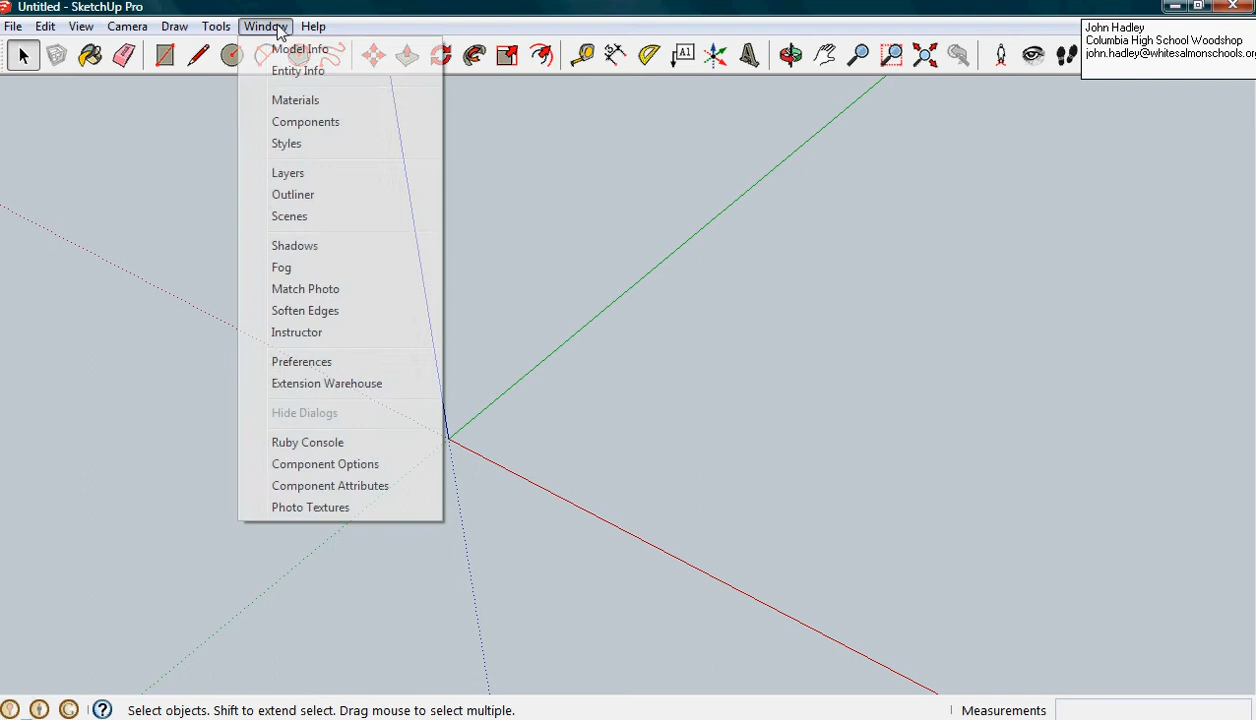 Untitled - SketchUp Pro
File Edit View Camera Draw Tools Window Help
John Hadley
Columbia High School Woodshop
john.hadley@whitesalmonschools.org
A1
Model Info
Entity Info
Materials
Components
Styles
Layers
Outliner
Scenes
Shadows
Fog
Match Photo
Soften Edges
Instructor
Preferences
Extension Warehouse
Hide Dialogs
Ruby Console
Component Options
Component Attributes
Photo Textures
Select objects. Shift to extend select. Drag mouse to select multiple.
Measurements